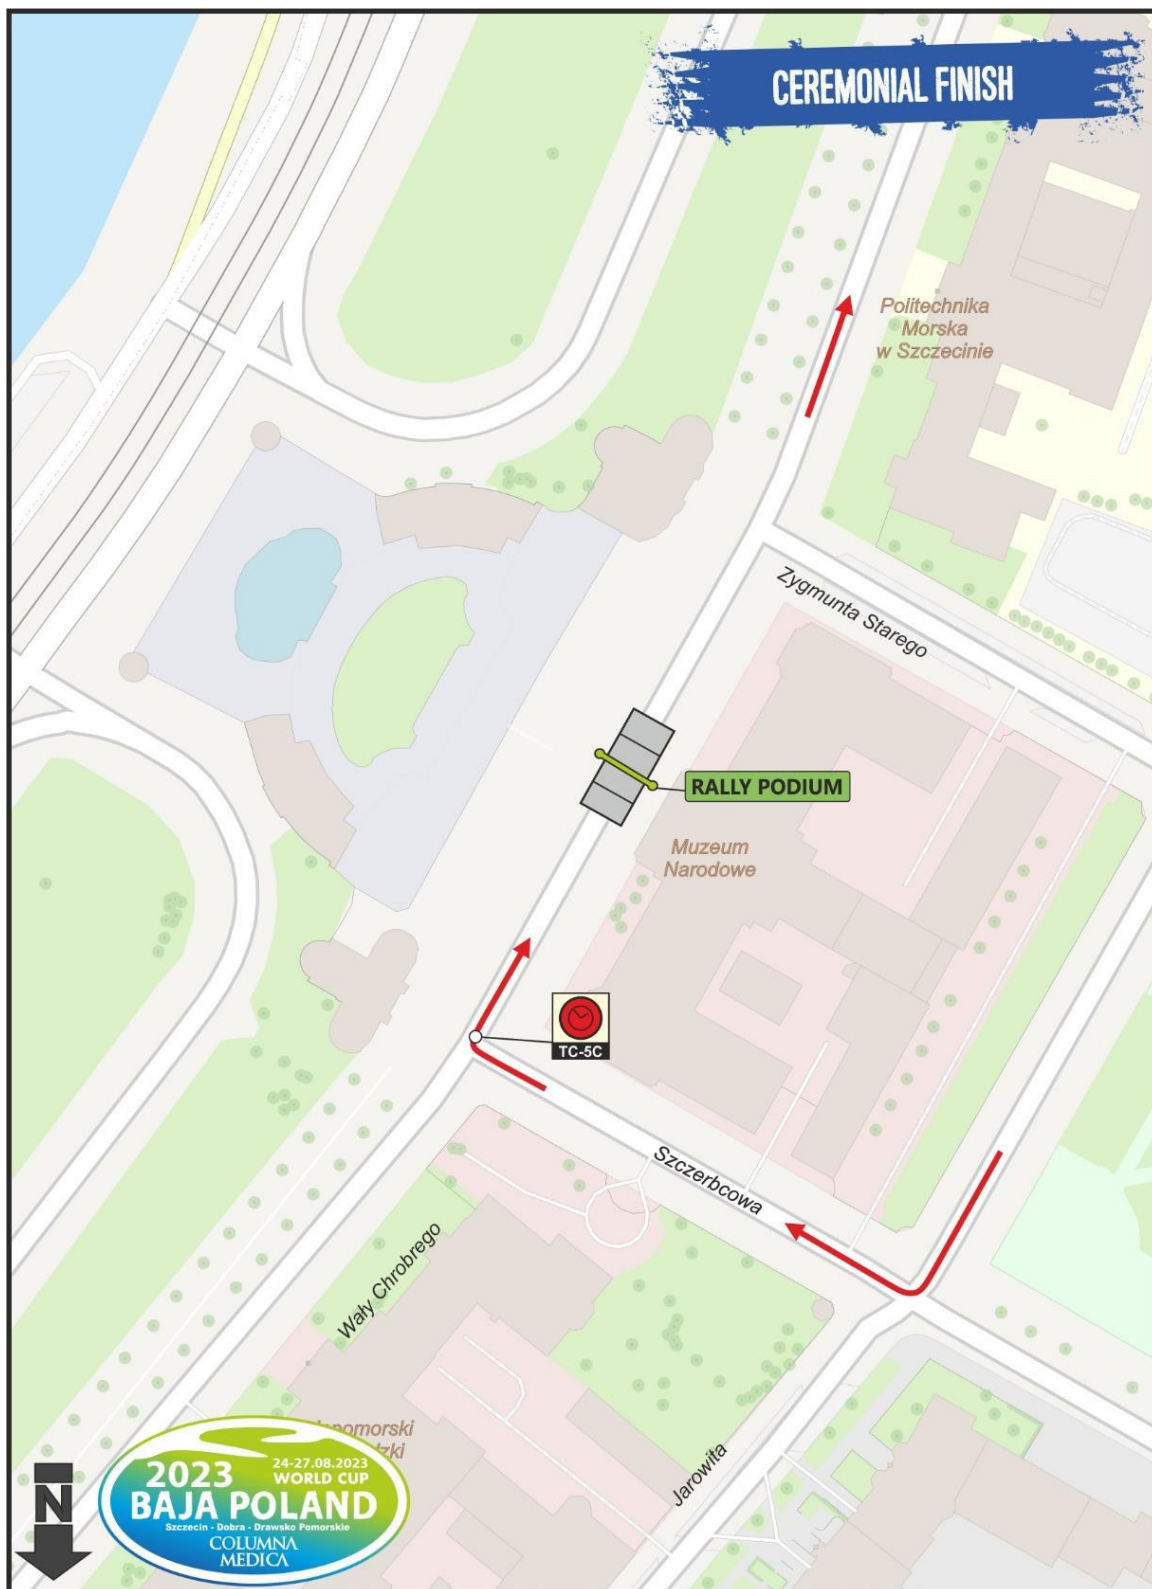 CEREMONIAL FINISH
Politechnika
Morska
w Szczecinie
Zygmunta Starego
RALLY PODIUM
Muzeum
Narodowe
TC-5C
Szczerbcowa
Wały Chrobrego
Jarowita
N
2023
24-27.08.2023
WORLD CUP
BAJA POLAND
Szczecin - Dobra - Drawsko Pomorskie
COLUMNA
MEDICA